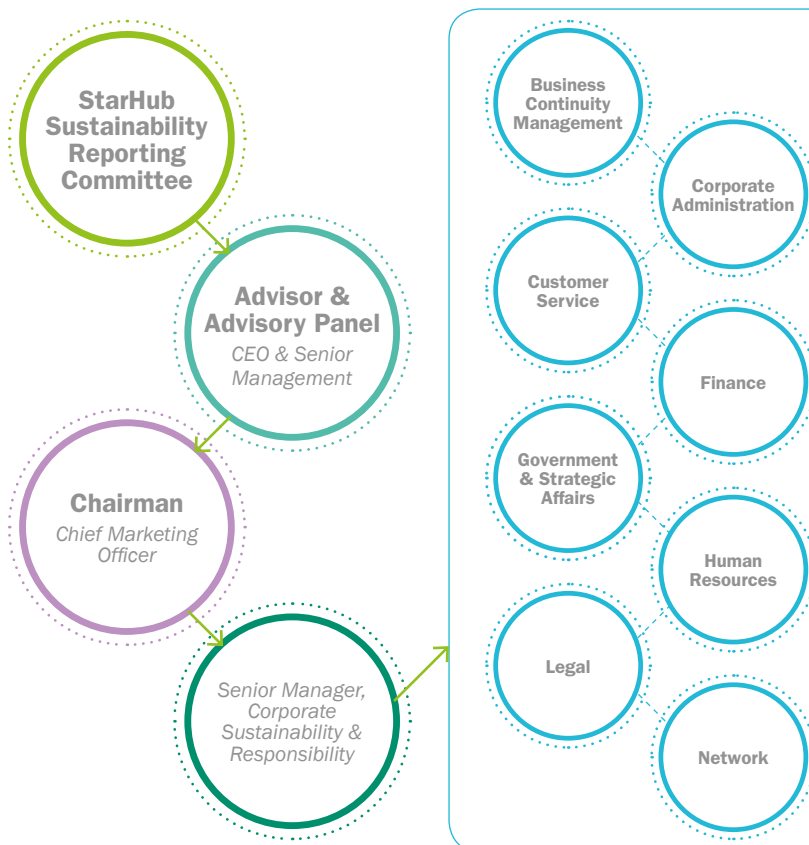 StarHub
Sustainability
Reporting
Committee
Advisor &
Advisory Panel
CEO & Senior
Management
Chairman
Chief Marketing
Officer
Senior Manager,
Corporate
Sustainability &
Responsibility
Business
Continuity
Management
Corporate
Administration
Customer
Service
Finance
Government
& Strategic
Affairs
Human
Resources
Legal
Network